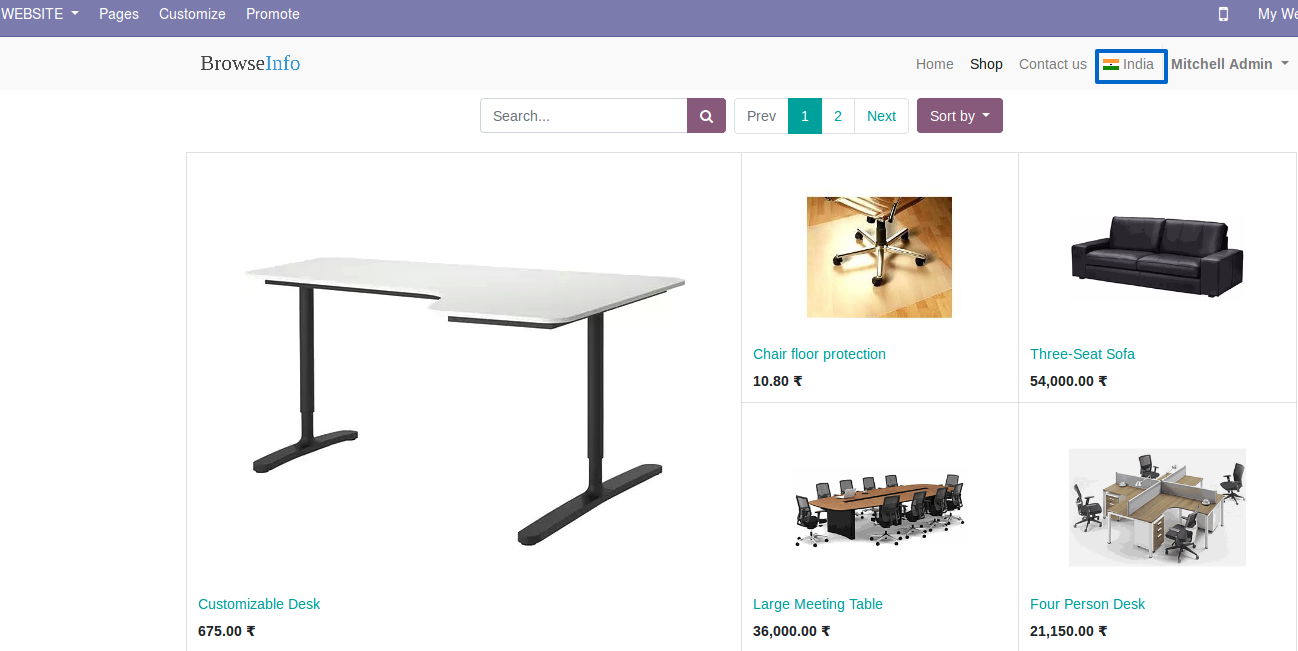 WEBSITE Pages Customize Promote My We
BrowseInfo Home Shop Contact us India Mitchell Admin
Search... Prev 1 2 Next Sort by
Chair floor protection
10.80 ₹
Three-Seat Sofa
54,000.00 ₹
Customizable Desk
675.00 ₹
Large Meeting Table
36,000.00 ₹
Four Person Desk
21,150.00 ₹